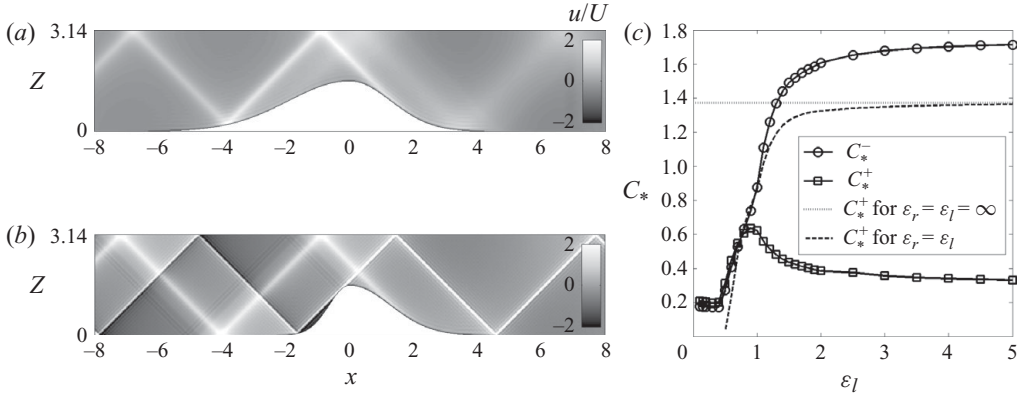 (a)
u/U
3.14
2
Z
0
0
−2
−8 −6 −4 −2 0 2 4 6 8
(b)
3.14
2
Z
0
0
−2
−8 −6 −4 −2 0 2 4 6 8
x
(c)
1.8
1.6
1.4
1.2
1.0
C* 0.8
0.6
0.4
0.2
0 1 2 3 4 5
εl
C*−
C*+
C*+ for εr = εl = ∞
C*+ for εr = εl